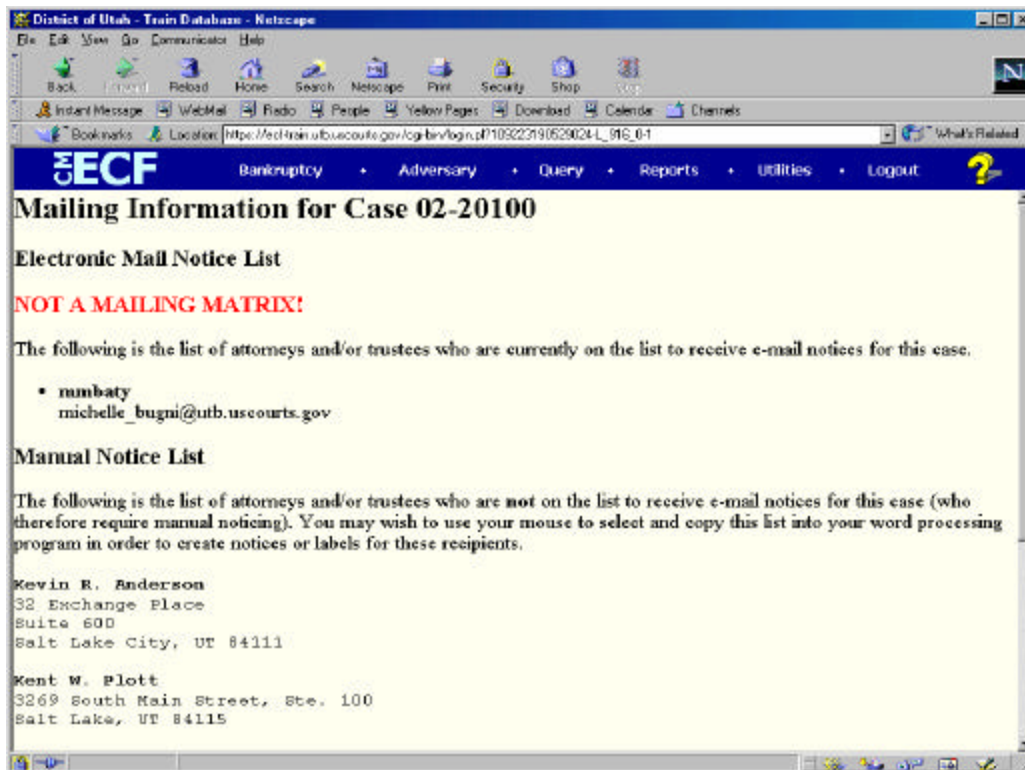 District of Utah - Train Database - Netscape
File Edit View Go Communicator Help
Back Forward Reload Home Search Netscape Print Security Shop
Instant Message WebMail Radio People Yellow Pages Download Calendar Channels
Bookmarks Location: What's Related
CM ECF Bankruptcy • Adversary • Query • Reports • Utilities • Logout ?
Mailing Information for Case 02-20100
Electronic Mail Notice List
NOT A MAILING MATRIX!
The following is the list of attorneys and/or trustees who are currently on the list to receive e-mail notices for this case.
• mmbaty
michelle_bugni@utb.uscourts.gov
Manual Notice List
The following is the list of attorneys and/or trustees who are not on the list to receive e-mail notices for this case (who
therefore require manual noticing). You may wish to use your mouse to select and copy this list into your word processing
program in order to create notices or labels for these recipients.
Kevin R. Anderson
32 Exchange Place
Suite 600
Salt Lake City, UT 84111
Kent W. Plott
3269 South Main Street, Ste. 100
Salt Lake, UT 84115